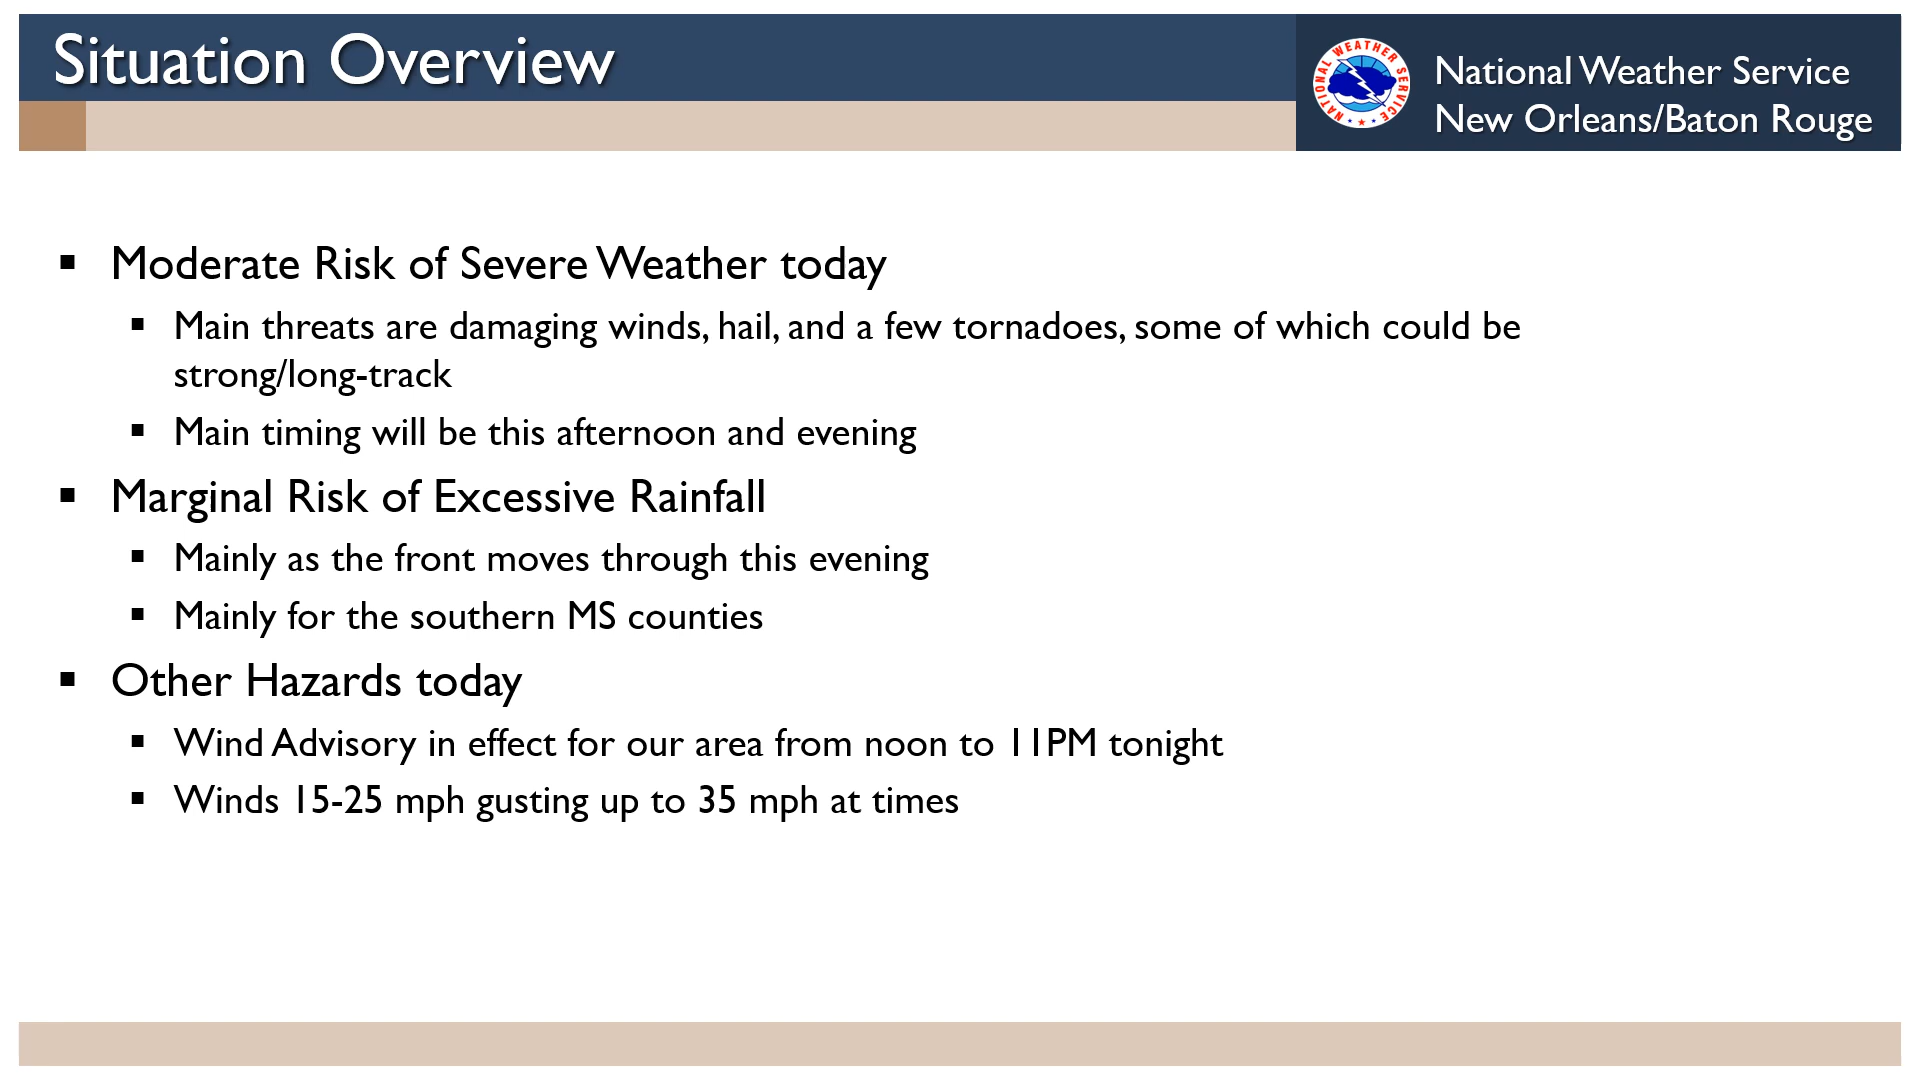 Situation Overview
NATIONAL WEATHER SERVICE
National Weather Service
New Orleans/Baton Rouge
▪ Moderate Risk of Severe Weather today
▪ Main threats are damaging winds, hail, and a few tornadoes, some of which could be
strong/long-track
▪ Main timing will be this afternoon and evening
▪ Marginal Risk of Excessive Rainfall
▪ Mainly as the front moves through this evening
▪ Mainly for the southern MS counties
▪ Other Hazards today
▪ Wind Advisory in effect for our area from noon to 11PM tonight
▪ Winds 15-25 mph gusting up to 35 mph at times